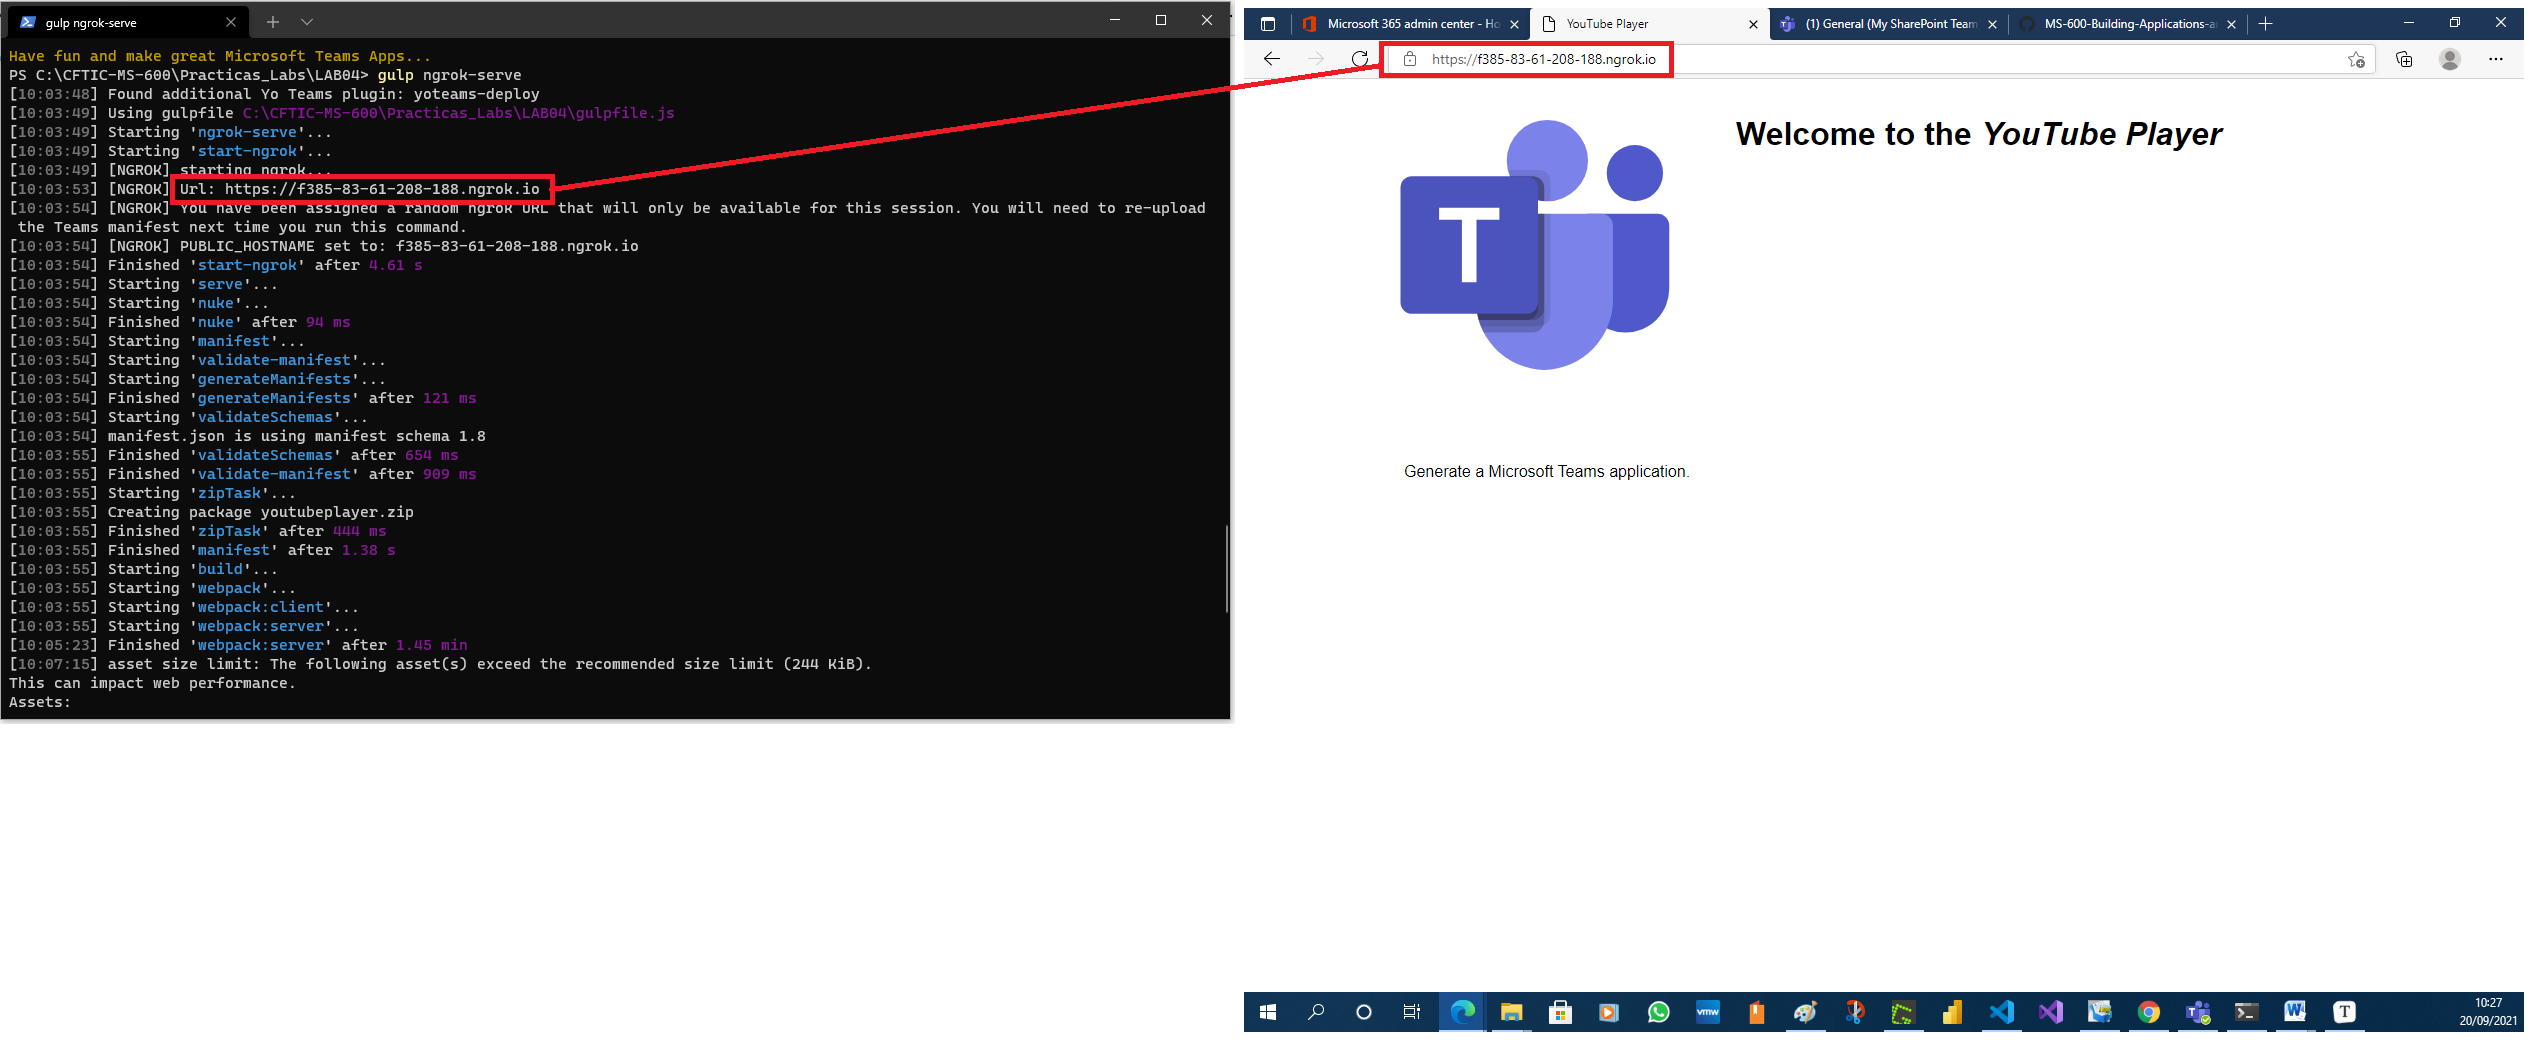 gulp ngrok-serve
Have fun and make great Microsoft Teams Apps...
PS C:\CFTIC-MS-600\Practicas_Labs\LAB04> gulp ngrok-serve
[10:03:48] Found additional Yo Teams plugin: yoteams-deploy
[10:03:49] Using gulpfile C:\CFTIC-MS-600\Practicas_Labs\LAB04\gulpfile.js
[10:03:49] Starting 'ngrok-serve'...
[10:03:49] Starting 'start-ngrok'...
[10:03:49] [NGROK] starting ngrok...
[10:03:53] [NGROK] Url: https://f385-83-61-208-188.ngrok.io
[10:03:54] [NGROK] You have been assigned a random ngrok URL that will only be available for this session. You will need to re-upload
the Teams manifest next time you run this command.
[10:03:54] [NGROK] PUBLIC_HOSTNAME set to: f385-83-61-208-188.ngrok.io
[10:03:54] Finished 'start-ngrok' after 4.61 s
[10:03:54] Starting 'serve'...
[10:03:54] Starting 'nuke'...
[10:03:54] Finished 'nuke' after 94 ms
[10:03:54] Starting 'manifest'...
[10:03:54] Starting 'validate-manifest'...
[10:03:54] Starting 'generateManifests'...
[10:03:54] Finished 'generateManifests' after 121 ms
[10:03:54] Starting 'validateSchemas'...
[10:03:54] manifest.json is using manifest schema 1.8
[10:03:55] Finished 'validateSchemas' after 654 ms
[10:03:55] Finished 'validate-manifest' after 909 ms
[10:03:55] Starting 'zipTask'...
[10:03:55] Creating package youtubeplayer.zip
[10:03:55] Finished 'zipTask' after 444 ms
[10:03:55] Finished 'manifest' after 1.38 s
[10:03:55] Starting 'build'...
[10:03:55] Starting 'webpack'...
[10:03:55] Starting 'webpack:client'...
[10:03:55] Starting 'webpack:server'...
[10:05:23] Finished 'webpack:server' after 1.45 min
[10:07:15] asset size limit: The following asset(s) exceed the recommended size limit (244 KiB).
This can impact web performance.
Assets:
Microsoft 365 admin center - Ho
YouTube Player
(1) General (My SharePoint Team
MS-600-Building-Applications-a
https://f385-83-61-208-188.ngrok.io
Welcome to the YouTube Player
T
Generate a Microsoft Teams application.
vmw
W
T
10:27
20/09/2021